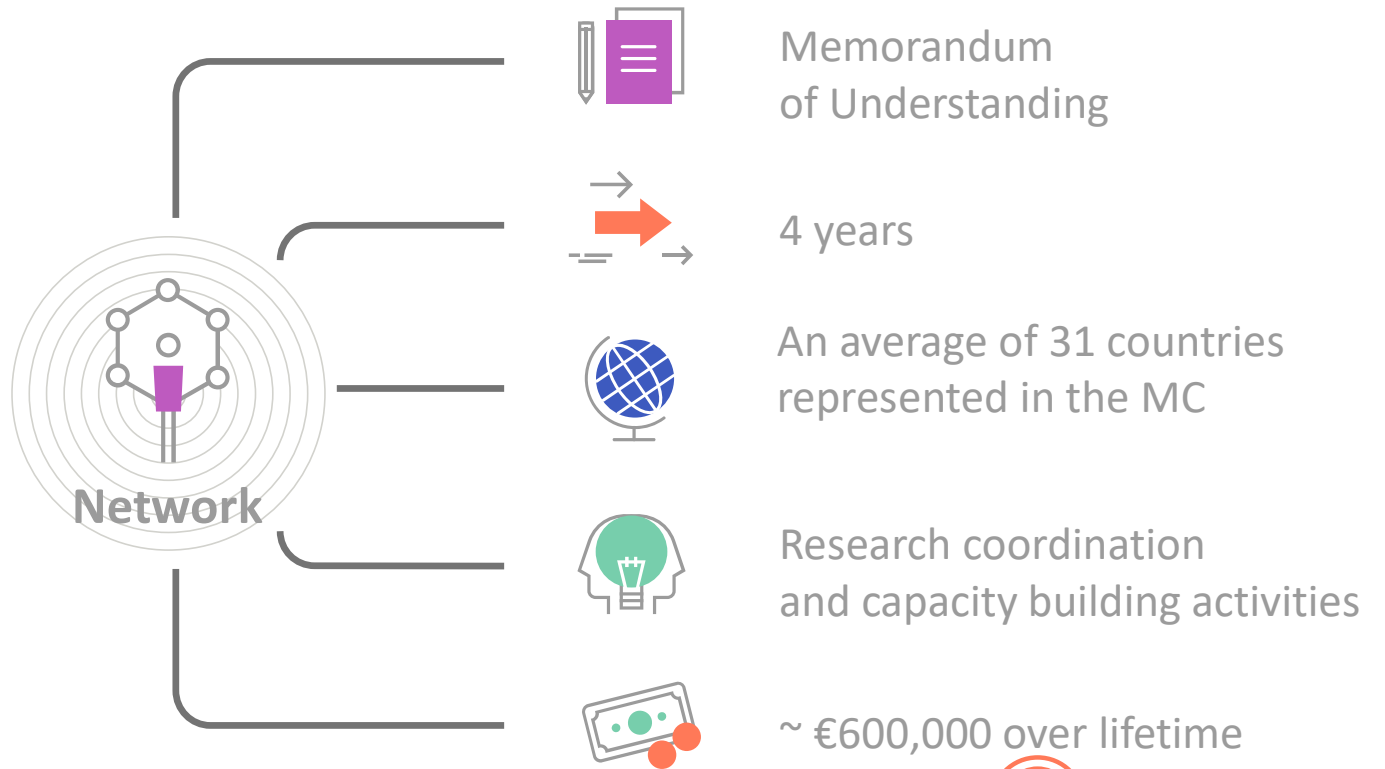 Memorandum
of Understanding
4 years
An average of 31 countries
represented in the MC
Network
Research coordination
and capacity building activities
~ €600,000 over lifetime